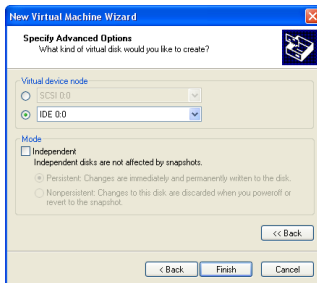 New Virtual Machine Wizard
Specify Advanced Options
What kind of virtual disk would you like to create?
Virtual device node
SCSI 0:0
IDE 0:0
Mode
Independent
Independent disks are not affected by snapshots.
Persistent: Changes are immediately and permanently written to the disk.
Nonpersistent: Changes to this disk are discarded when you poweroff or
revert to the snapshot.
<< Back
< Back Finish Cancel